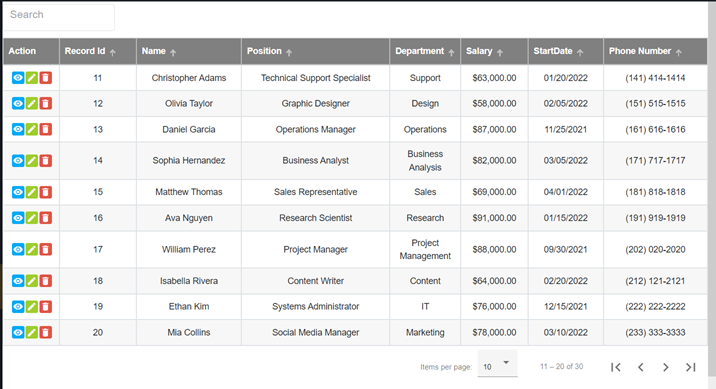 Search
Action Record Id Name Position Department Salary StartDate Phone Number
11 Christopher Adams Technical Support Specialist Support $63,000.00 01/20/2022 (141) 414-1414
12 Olivia Taylor Graphic Designer Design $58,000.00 02/05/2022 (151) 515-1515
13 Daniel Garcia Operations Manager Operations $87,000.00 11/25/2021 (161) 616-1616
14 Sophia Hernandez Business Analyst Business Analysis $82,000.00 03/05/2022 (171) 717-1717
15 Matthew Thomas Sales Representative Sales $69,000.00 04/01/2022 (181) 818-1818
16 Ava Nguyen Research Scientist Research $91,000.00 01/15/2022 (191) 919-1919
17 William Perez Project Manager Project Management $88,000.00 09/30/2021 (202) 020-2020
18 Isabella Rivera Content Writer Content $64,000.00 02/20/2022 (212) 121-2121
19 Ethan Kim Systems Administrator IT $76,000.00 12/15/2021 (222) 222-2222
20 Mia Collins Social Media Manager Marketing $78,000.00 03/10/2022 (233) 333-3333
Items per page: 10 11 – 20 of 30